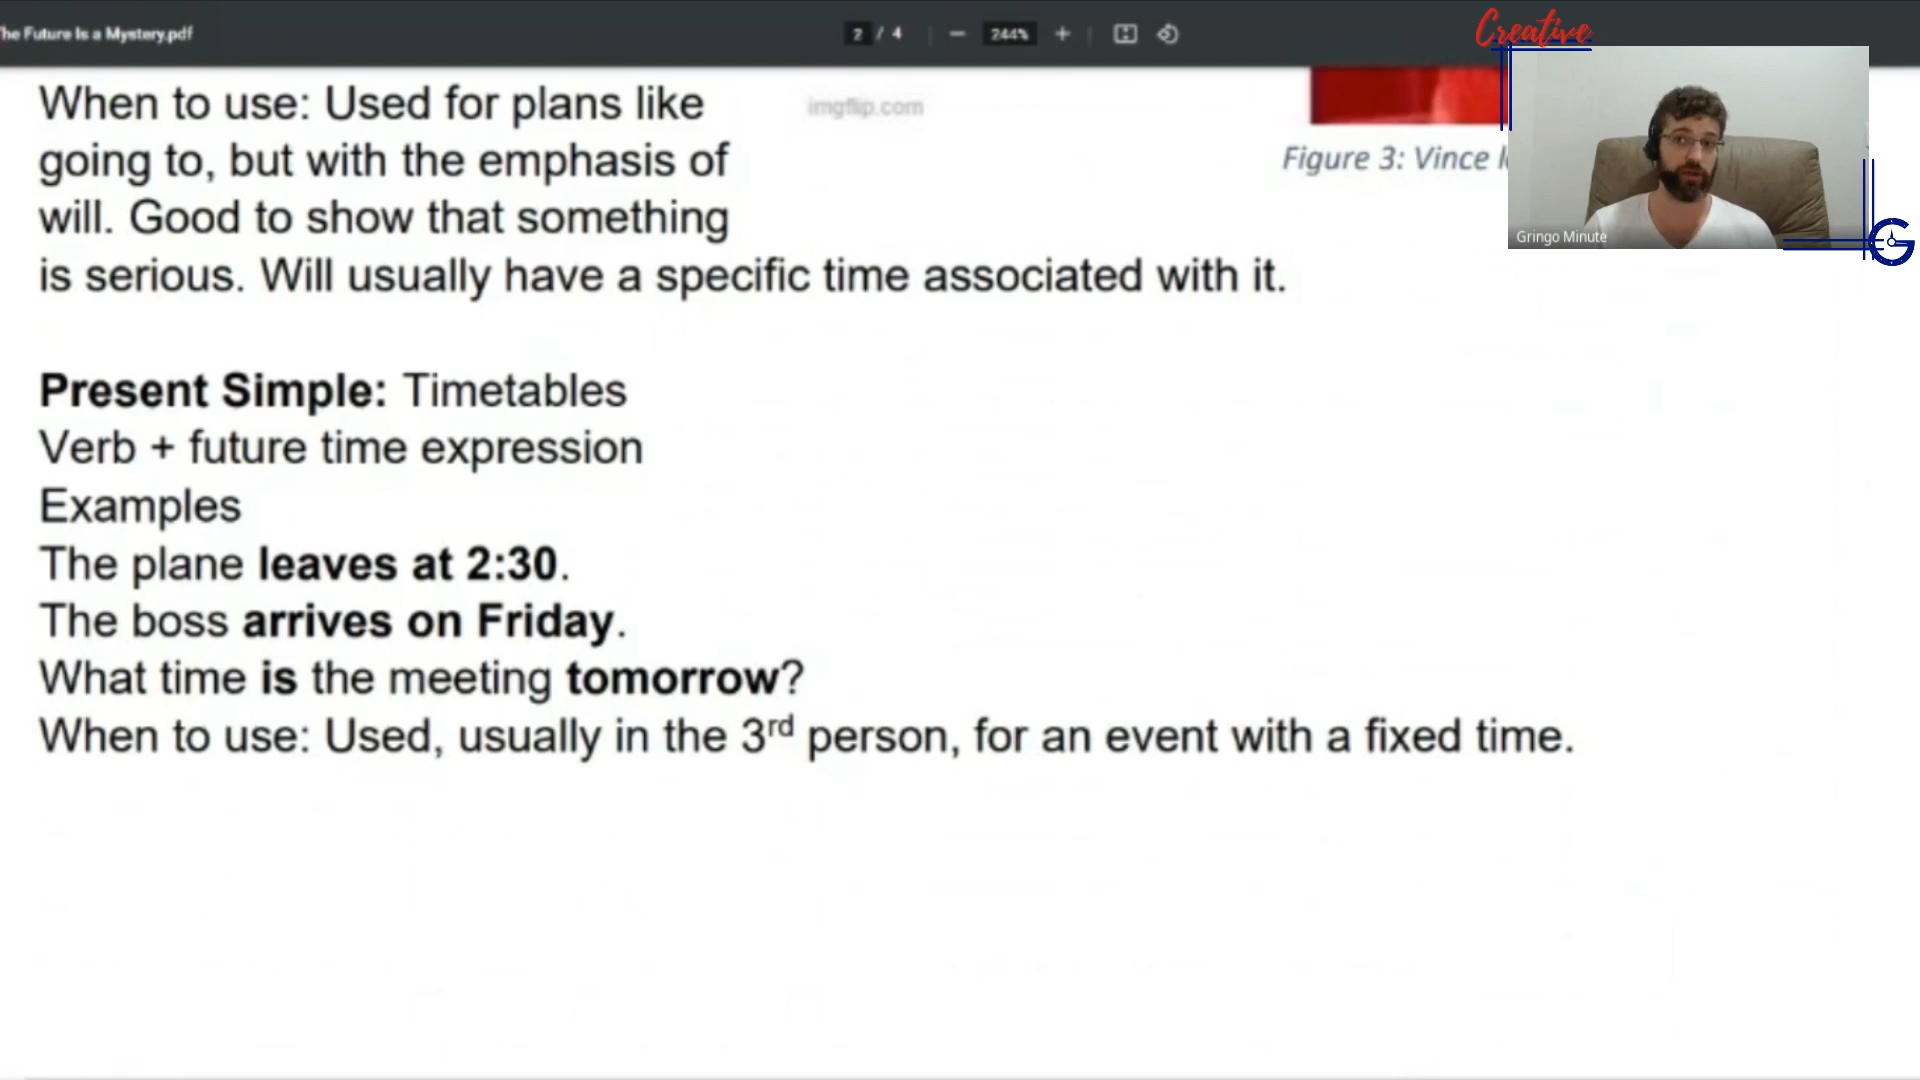 he Future Is a Mystery.pdf
2 / 4
244%
Creative
When to use: Used for plans like
going to, but with the emphasis of
will. Good to show that something
is serious. Will usually have a specific time associated with it.
imgflip.com
Figure 3: Vince
Gringo Minute
G
Present Simple: Timetables
Verb + future time expression
Examples
The plane leaves at 2:30.
The boss arrives on Friday.
What time is the meeting tomorrow?
When to use: Used, usually in the 3rd person, for an event with a fixed time.